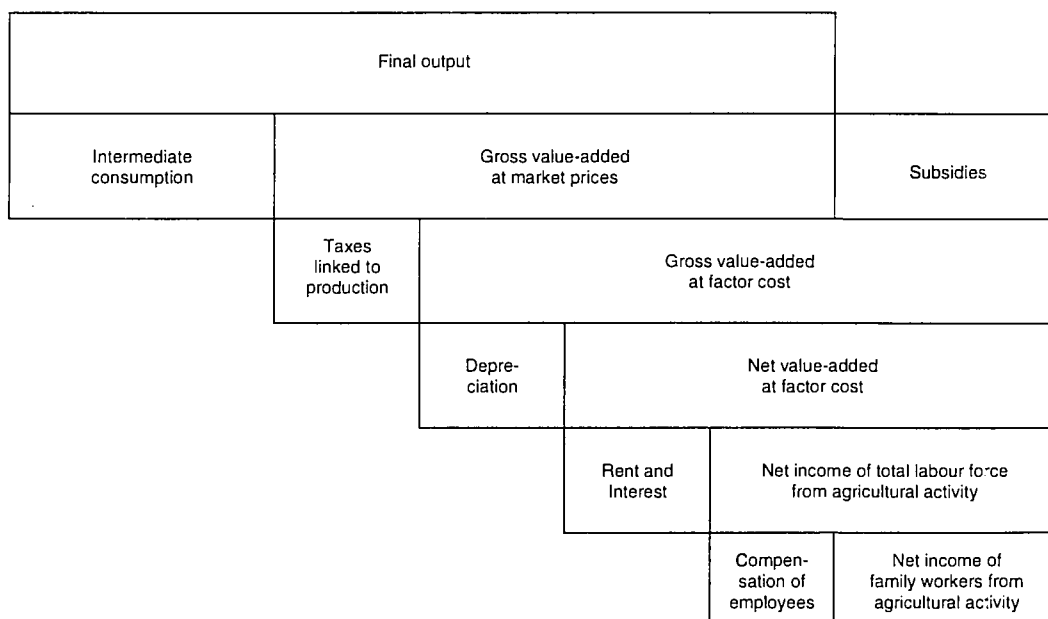 Final output
Intermediate
consumption
Gross value-added
at market prices
Subsidies
Taxes
linked to
production
Gross value-added
at factor cost
Depre-
ciation
Net value-added
at factor cost
Rent and
Interest
Net income of total labour force
from agricultural activity
Compen-
sation of
employees
Net income of
family workers from
agricultural activity